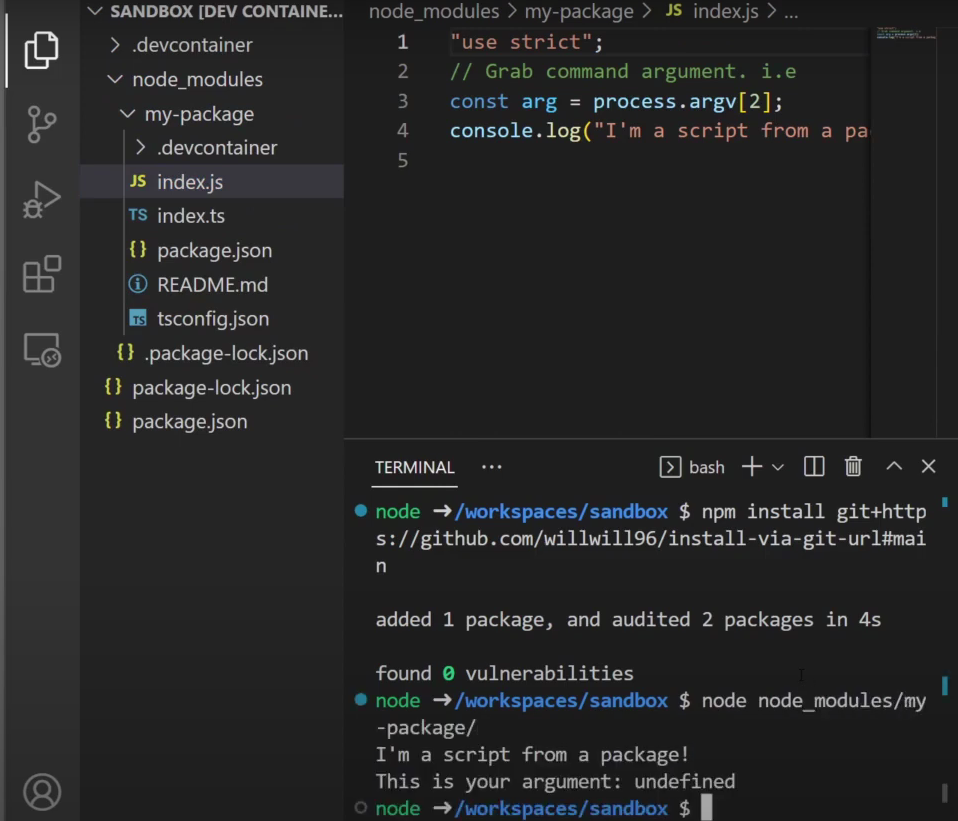 SANDBOX [DEV CONTAINE...
.devcontainer
node_modules
my-package
.devcontainer
JS index.js
TS index.ts
{} package.json
README.md
TS tsconfig.json
{} .package-lock.json
{} package-lock.json
{} package.json
node_modules > my-package > JS index.js > ...
1 "use strict";
2 // Grab command argument. i.e
3 const arg = process.argv[2];
4 console.log("I'm a script from a pa
5
TERMINAL ... bash
node ➜ /workspaces/sandbox $ npm install git+http
s://github.com/willwill96/install-via-git-url#mai
n
added 1 package, and audited 2 packages in 4s
found 0 vulnerabilities
node ➜ /workspaces/sandbox $ node node_modules/my
-package/
I'm a script from a package!
This is your argument: undefined
node ➜ /workspaces/sandbox $